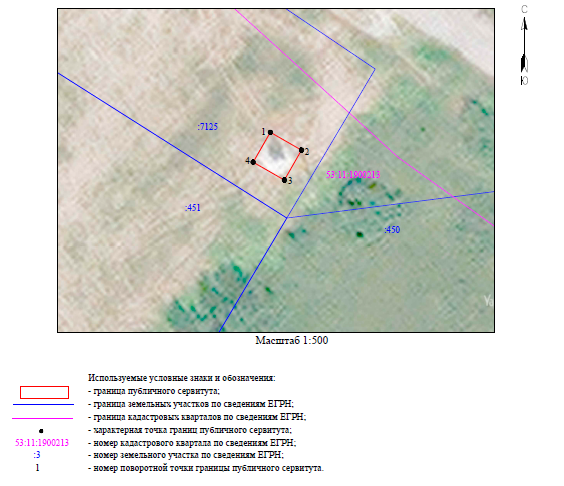 С
Ю
:7125
1
2
4
3
53:11:1900213
:451
:450
Масштаб 1:500
Используемые условные знаки и обозначения:
- граница публичного сервитута;
- граница земельных участков по сведениям ЕГРН;
- граница кадастровых кварталов по сведениям ЕГРН;
- характерная точка границ публичного сервитута;
53:11:1900213 - номер кадастрового квартала по сведениям ЕГРН;
:3 - номер земельного участка по сведениям ЕГРН;
1 - номер поворотной точки границы публичного сервитута.